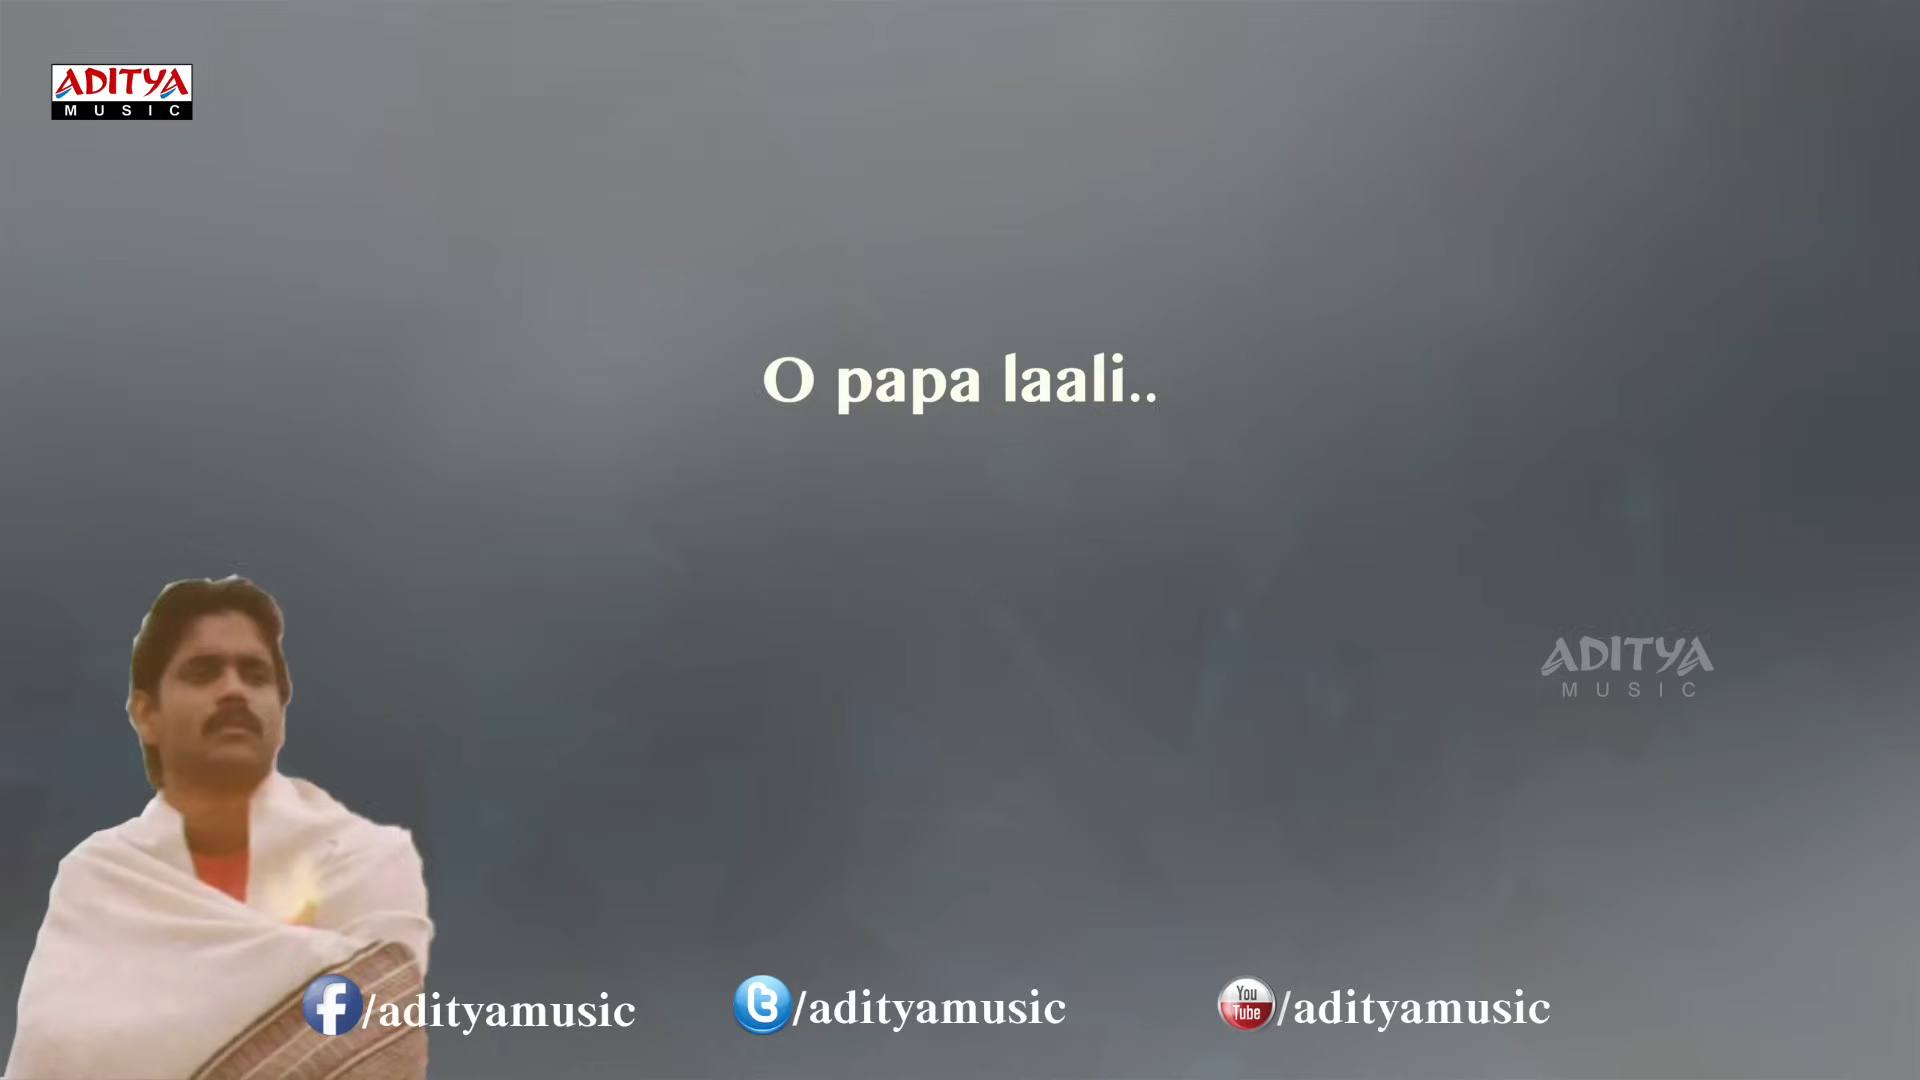 ADITYA
MUSIC
O papa laali..
ADITYA
MUSIC
f/adityamusic
t/adityamusic
You
Tube
/adityamusic